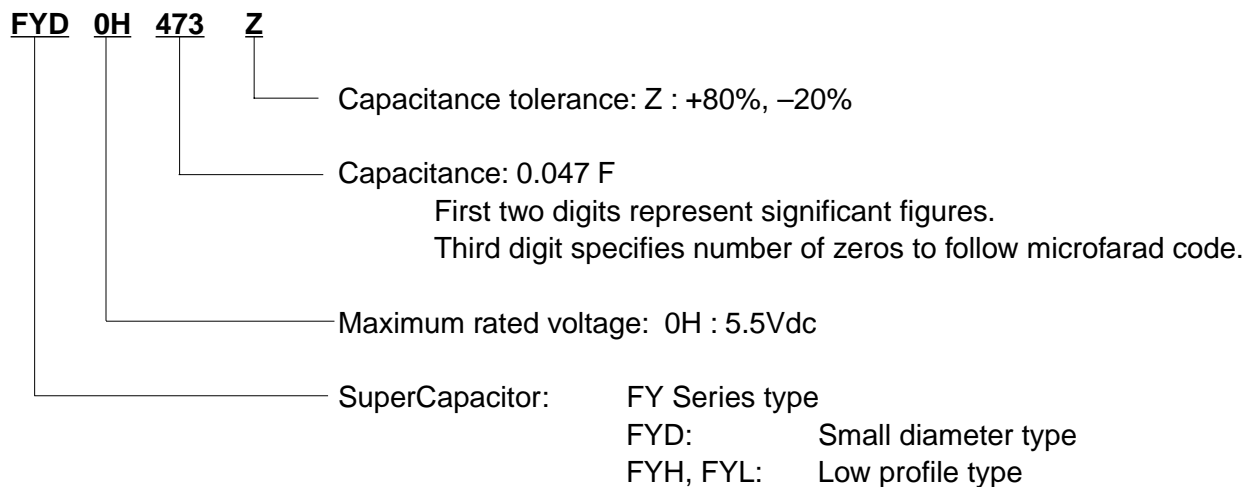 FYD 0H 473 Z
Capacitance tolerance: Z : +80%, –20%
Capacitance: 0.047 F
First two digits represent significant figures.
Third digit specifies number of zeros to follow microfarad code.
Maximum rated voltage: 0H : 5.5Vdc
SuperCapacitor: FY Series type
FYD: Small diameter type
FYH, FYL: Low profile type